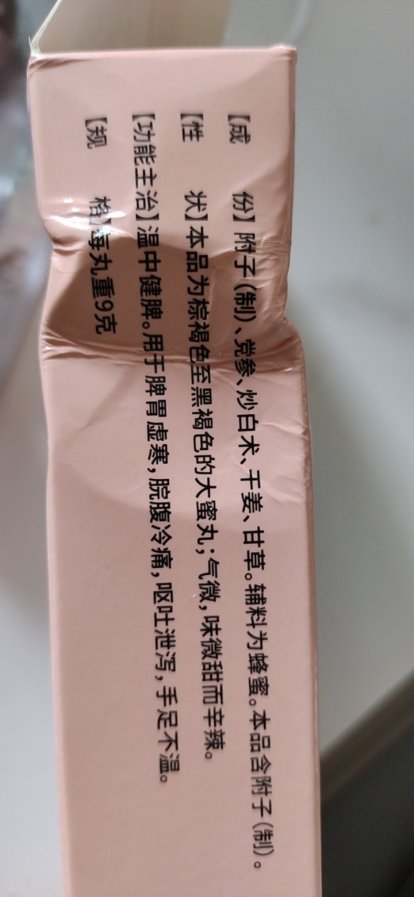 【成 份】附子(制)、党参、炒白术、干姜、甘草。辅料为蜂蜜。本品含附子(制)。
【性 状】本品为棕褐色至黑褐色的大蜜丸;气微,味微甜而辛辣。
【功能主治】温中健脾。用于脾胃虚寒,脘腹冷痛,呕吐泄泻,手足不温。
【规 格】每丸重9克